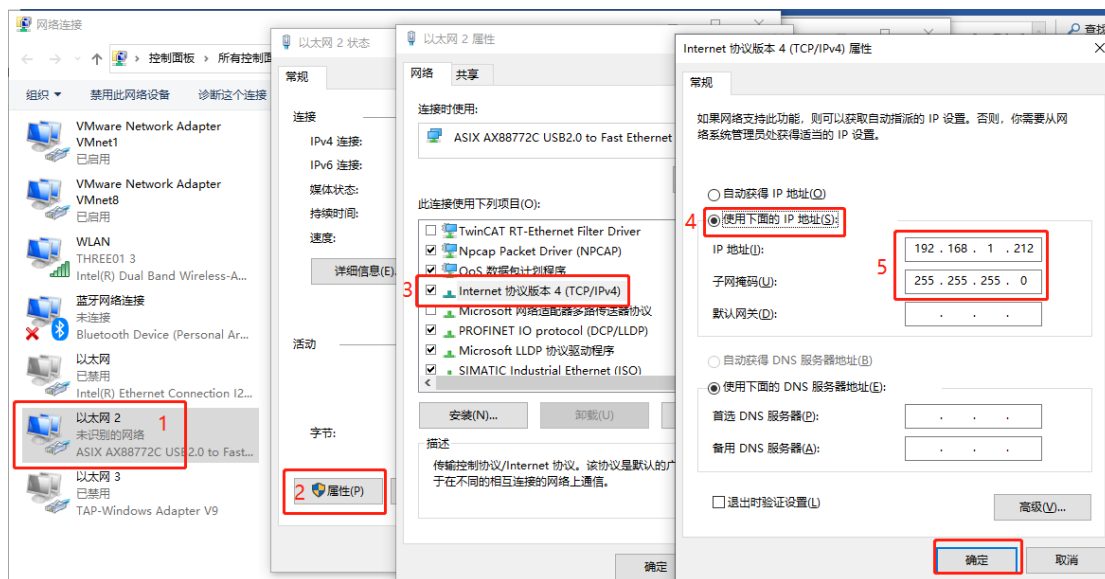 网络连接
控制面板 › 所有控制面
组织
禁用此网络设备
诊断这个连接
VMware Network Adapter
VMnet1
已启用
VMware Network Adapter
VMnet8
已启用
WLAN
THREE01 3
Intel(R) Dual Band Wireless-A...
蓝牙网络连接
未连接
Bluetooth Device (Personal Ar...
以太网
已禁用
Intel(R) Ethernet Connection I2...
以太网 2
1
未识别的网络
ASIX AX88772C USB2.0 to Fast...
以太网 3
已禁用
TAP-Windows Adapter V9
以太网 2 状态
常规
连接
IPv4 连接:
IPv6 连接:
媒体状态:
持续时间:
速度:
详细信息(E)
活动
字节:
2
属性(P)
以太网 2 属性
网络
共享
连接时使用:
ASIX AX88772C USB2.0 to Fast Ethernet
此连接使用下列项目(O):
TwinCAT RT-Ethernet Filter Driver
Npcap Packet Driver (NPCAP)
QoS 数据包计划程序
3
Internet 协议版本 4 (TCP/IPv4)
Microsoft 网络适配器多路传送器协议
PROFINET IO protocol (DCP/LLDP)
Microsoft LLDP 协议驱动程序
SIMATIC Industrial Ethernet (ISO)
安装(N)...
卸载(U)
描述
传输控制协议/Internet 协议。该协议是默认的广
于在不同的相互连接的网络上通信。
确定
查找
Internet 协议版本 4 (TCP/IPv4) 属性
常规
如果网络支持此功能，则可以获取自动指派的 IP 设置。否则，你需要从网
络系统管理员处获得适当的 IP 设置。
自动获得 IP 地址(O)
4
使用下面的 IP 地址(S):
IP 地址(I):
192 . 168 . 1 . 212
5
子网掩码(U):
255 . 255 . 255 . 0
默认网关(D):
. . .
自动获得 DNS 服务器地址(B)
使用下面的 DNS 服务器地址(E):
首选 DNS 服务器(P):
. . .
备用 DNS 服务器(A):
. . .
退出时验证设置(L)
高级(V)...
确定
取消